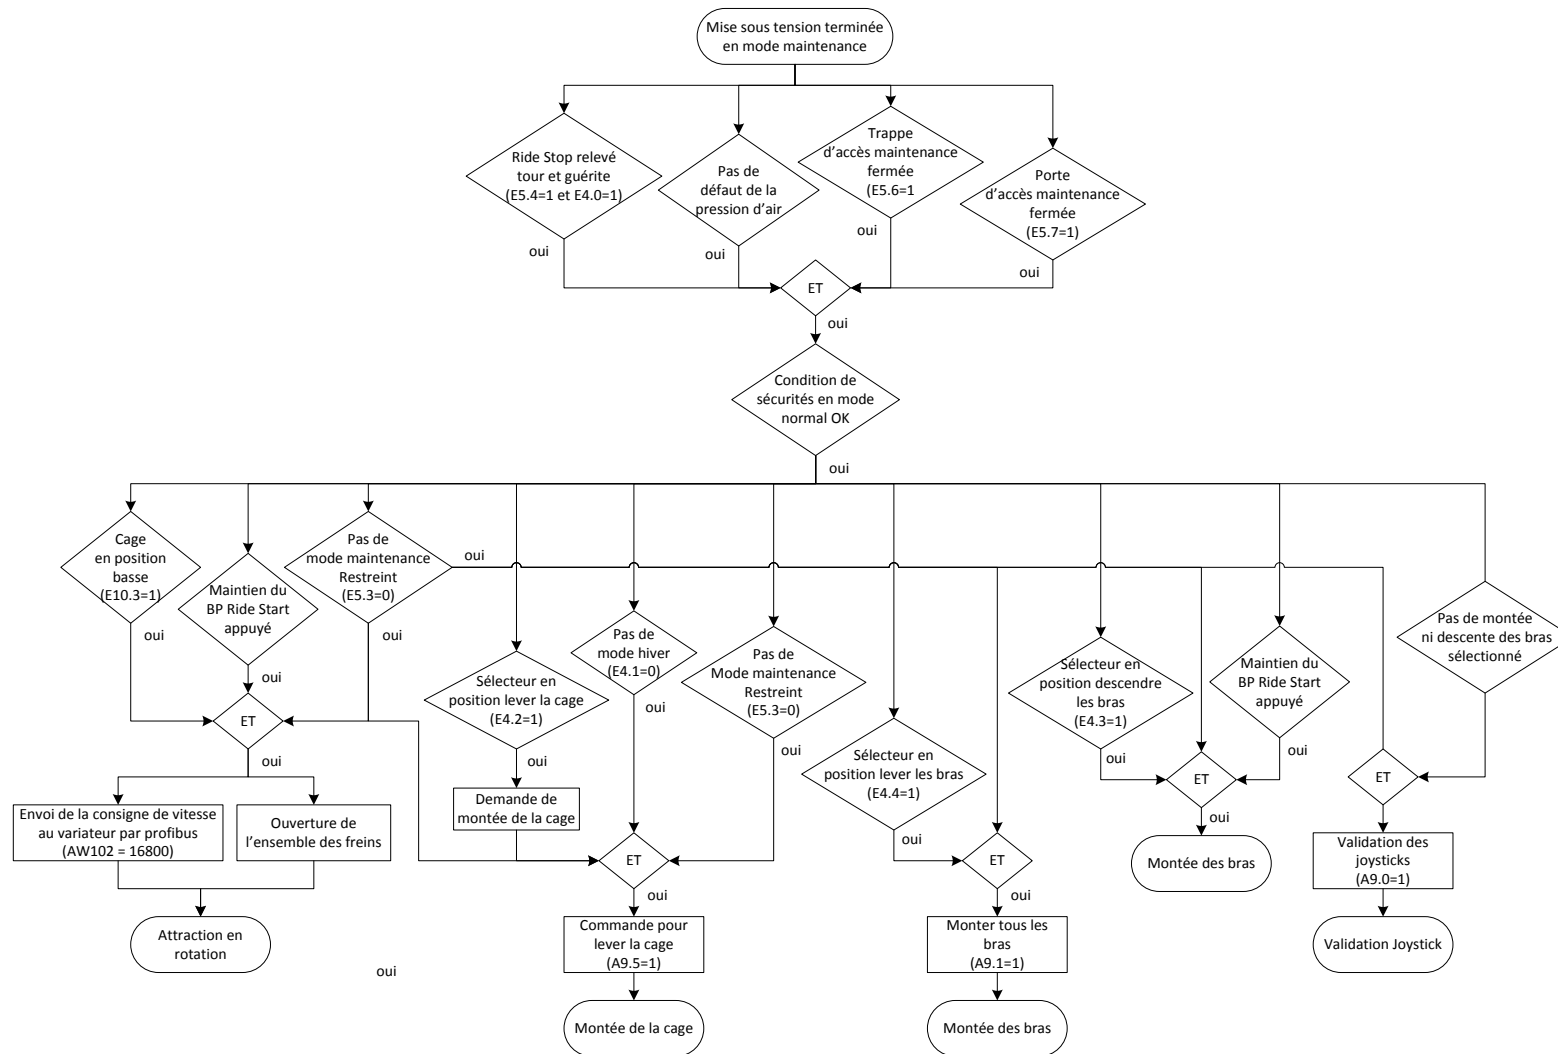 Mise sous tension terminée
en mode maintenance
Ride Stop relevé
tour et guérite
(E5.4=1 et E4.0=1)
Pas de
défaut de la
pression d'air
Trappe
d'accès maintenance
fermée
(E5.6=1
Porte
d'accès maintenance
fermée
(E5.7=1)
oui
oui
oui
oui
ET
oui
Condition de
sécurités en mode
normal OK
oui
Cage
en position
basse
(E10.3=1)
oui
Maintien du
BP Ride Start
appuyé
oui
Pas de
mode maintenance
Restreint
(E5.3=0)
oui
oui
Sélecteur en
position lever la cage
(E4.2=1)
oui
Pas de
mode hiver
(E4.1=0)
oui
Pas de
Mode maintenance
Restreint
(E5.3=0)
oui
Sélecteur en
position lever les bras
(E4.4=1)
oui
Sélecteur en
position descendre
les bras
(E4.3=1)
oui
Maintien du
BP Ride Start
appuyé
oui
Pas de montée
ni descente des bras
sélectionné
oui
ET
oui
Envoi de la consigne de vitesse
au variateur par profibus
(AW102 = 16800)
Ouverture de
l'ensemble des freins
Attraction en
rotation
oui
Demande de
montée de la cage
ET
oui
Commande pour
lever la cage
(A9.5=1)
Montée de la cage
ET
oui
Monter tous les
bras
(A9.1=1)
Montée des bras
ET
oui
Montée des bras
ET
oui
Validation des
joysticks
(A9.0=1)
Validation Joystick